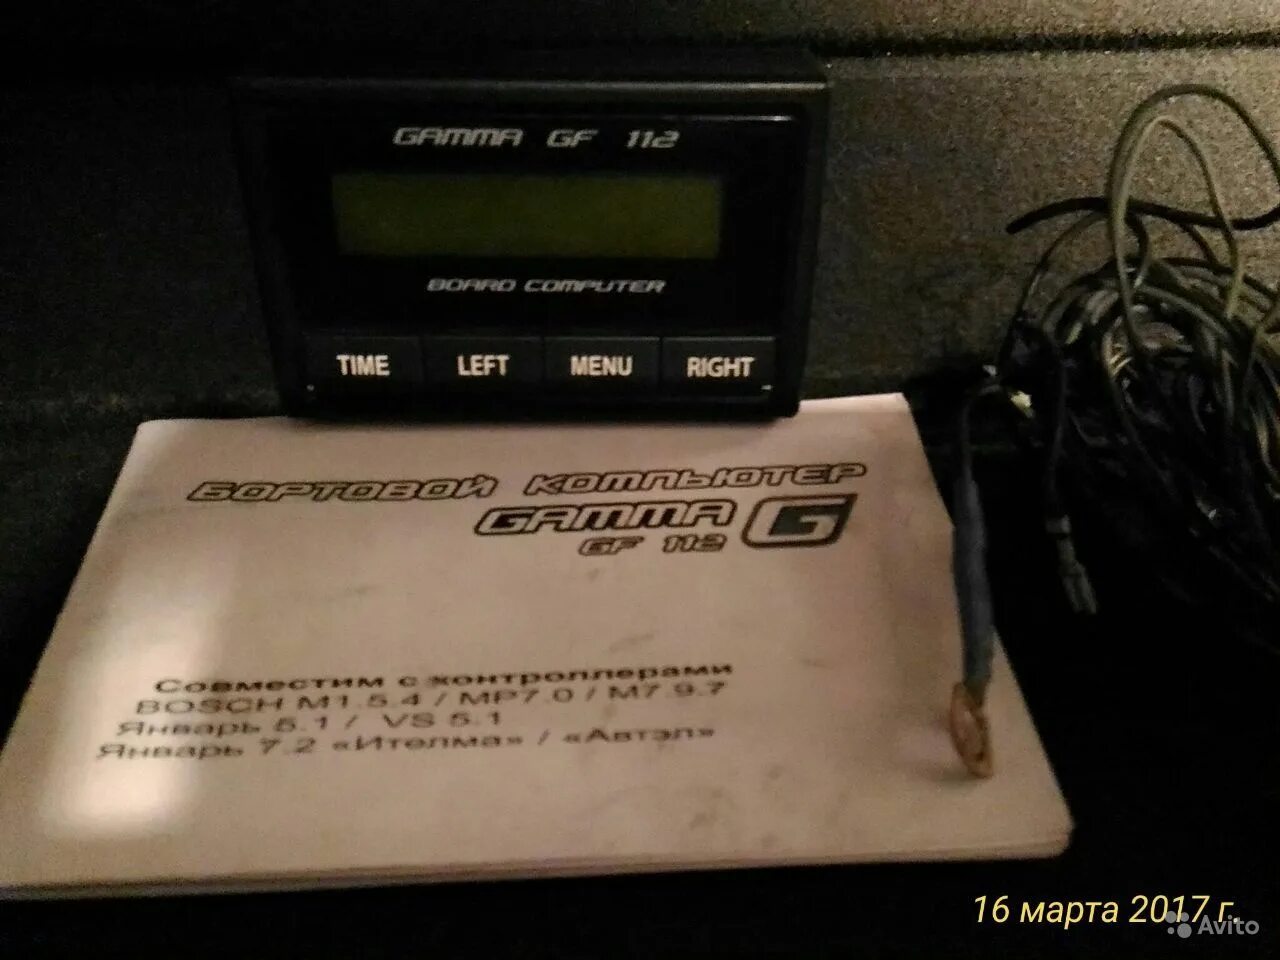 GAMMA GF 112
BOARD COMPUTER
TIME LEFT MENU RIGHT
БОРТОВОЙ КОМПЬЮТЕР
GAMMA G
GF 112
Совместим с контроллерами
BOSCH M1.5.4 / MP7.0 / M7.9.7
Январь 5.1 / VS 5.1
Январь 7.2 «Ителма» / «Автэл»
16 марта 2017 г.
Avito